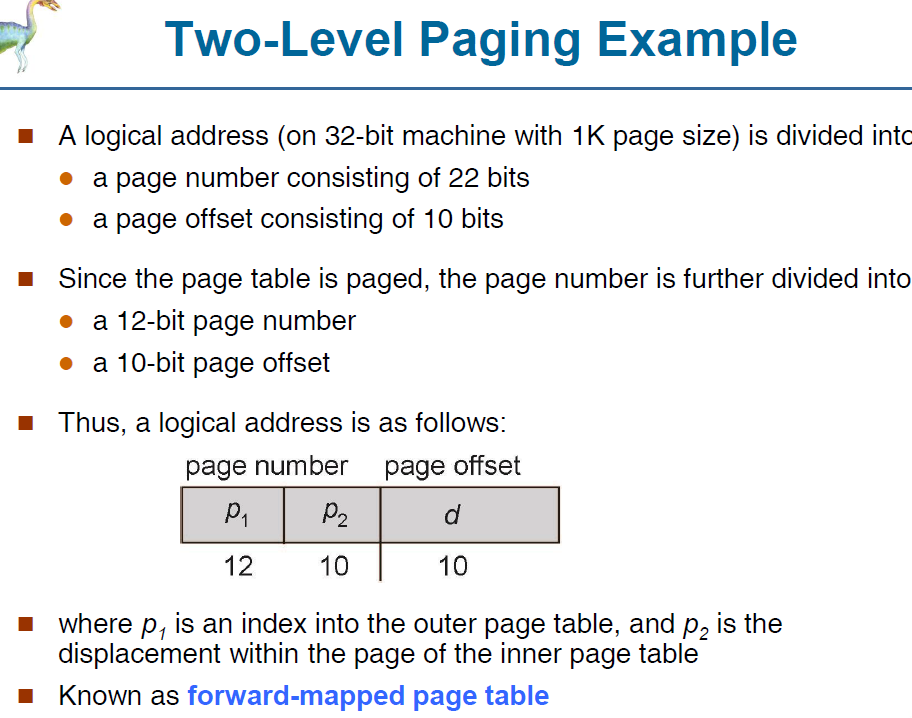 Two-Level Paging Example
A logical address (on 32-bit machine with 1K page size) is divided into
a page number consisting of 22 bits
a page offset consisting of 10 bits
Since the page table is paged, the page number is further divided into
a 12-bit page number
a 10-bit page offset
Thus, a logical address is as follows:
page number page offset
p1 p2 d
12 10 10
where p1 is an index into the outer page table, and p2 is the
displacement within the page of the inner page table
Known as forward-mapped page table